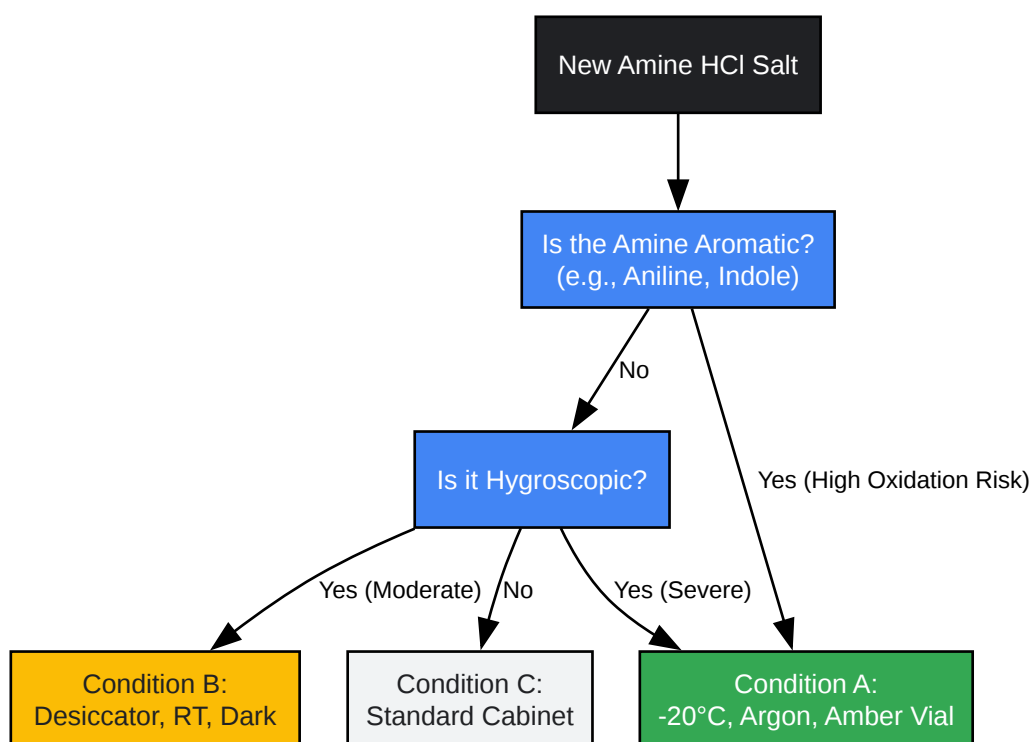 New Amine HCl Salt
Is the Amine Aromatic?
(e.g., Aniline, Indole)
No
Yes (High Oxidation Risk)
Is it Hygroscopic?
Yes (Moderate)
No
Yes (Severe)
Condition B:
Desiccator, RT, Dark
Condition C:
Standard Cabinet
Condition A:
-20°C, Argon, Amber Vial